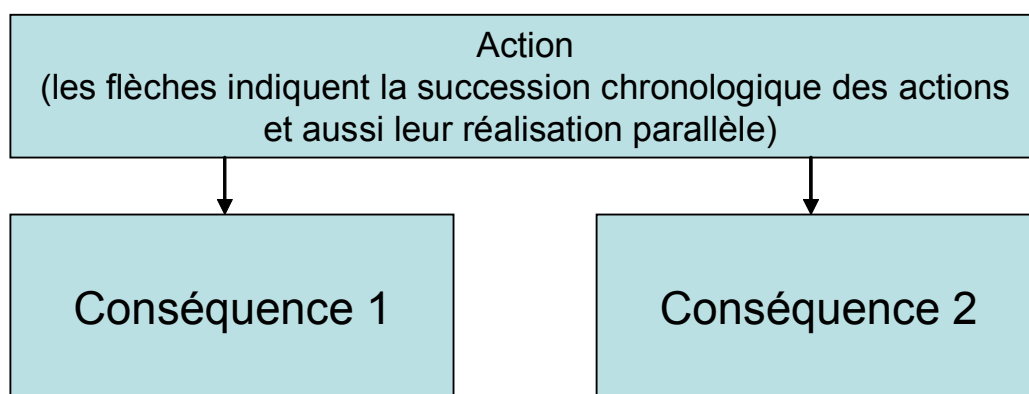 Action
(les flèches indiquent la succession chronologique des actions
et aussi leur réalisation parallèle)
Conséquence 1
Conséquence 2